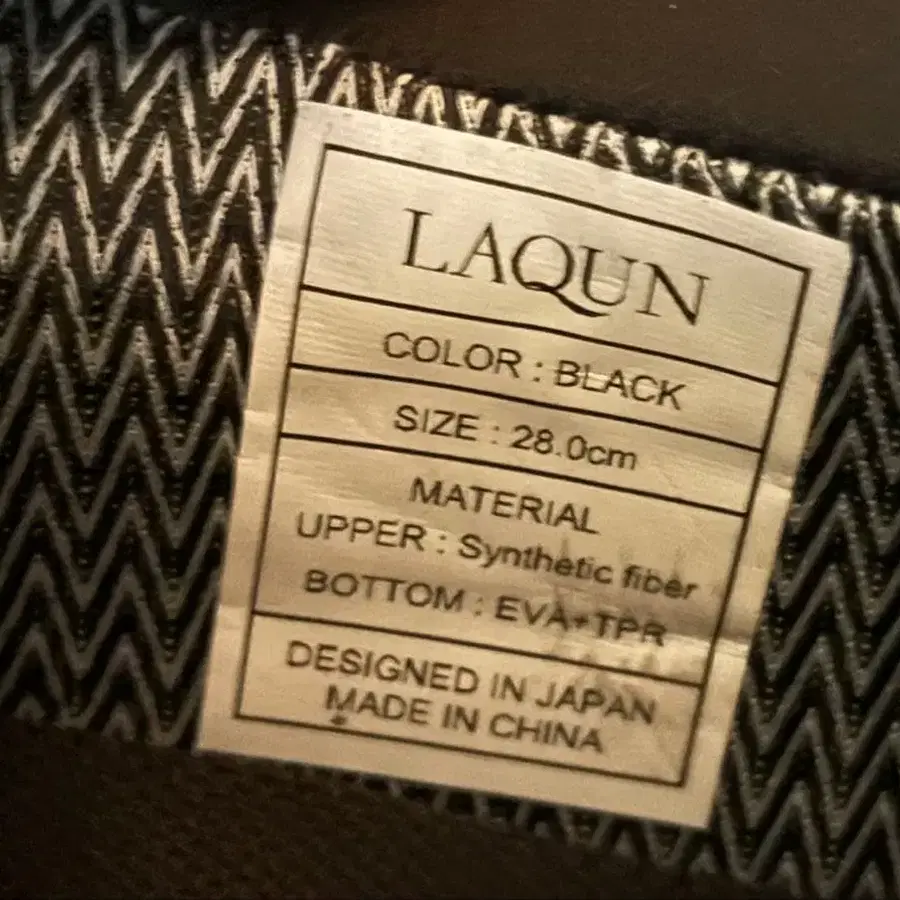 LAQUN
COLOR : BLACK
SIZE : 28.0cm
MATERIAL
UPPER : Synthetic fiber
BOTTOM : EVA+TPR
DESIGNED IN JAPAN
MADE IN CHINA